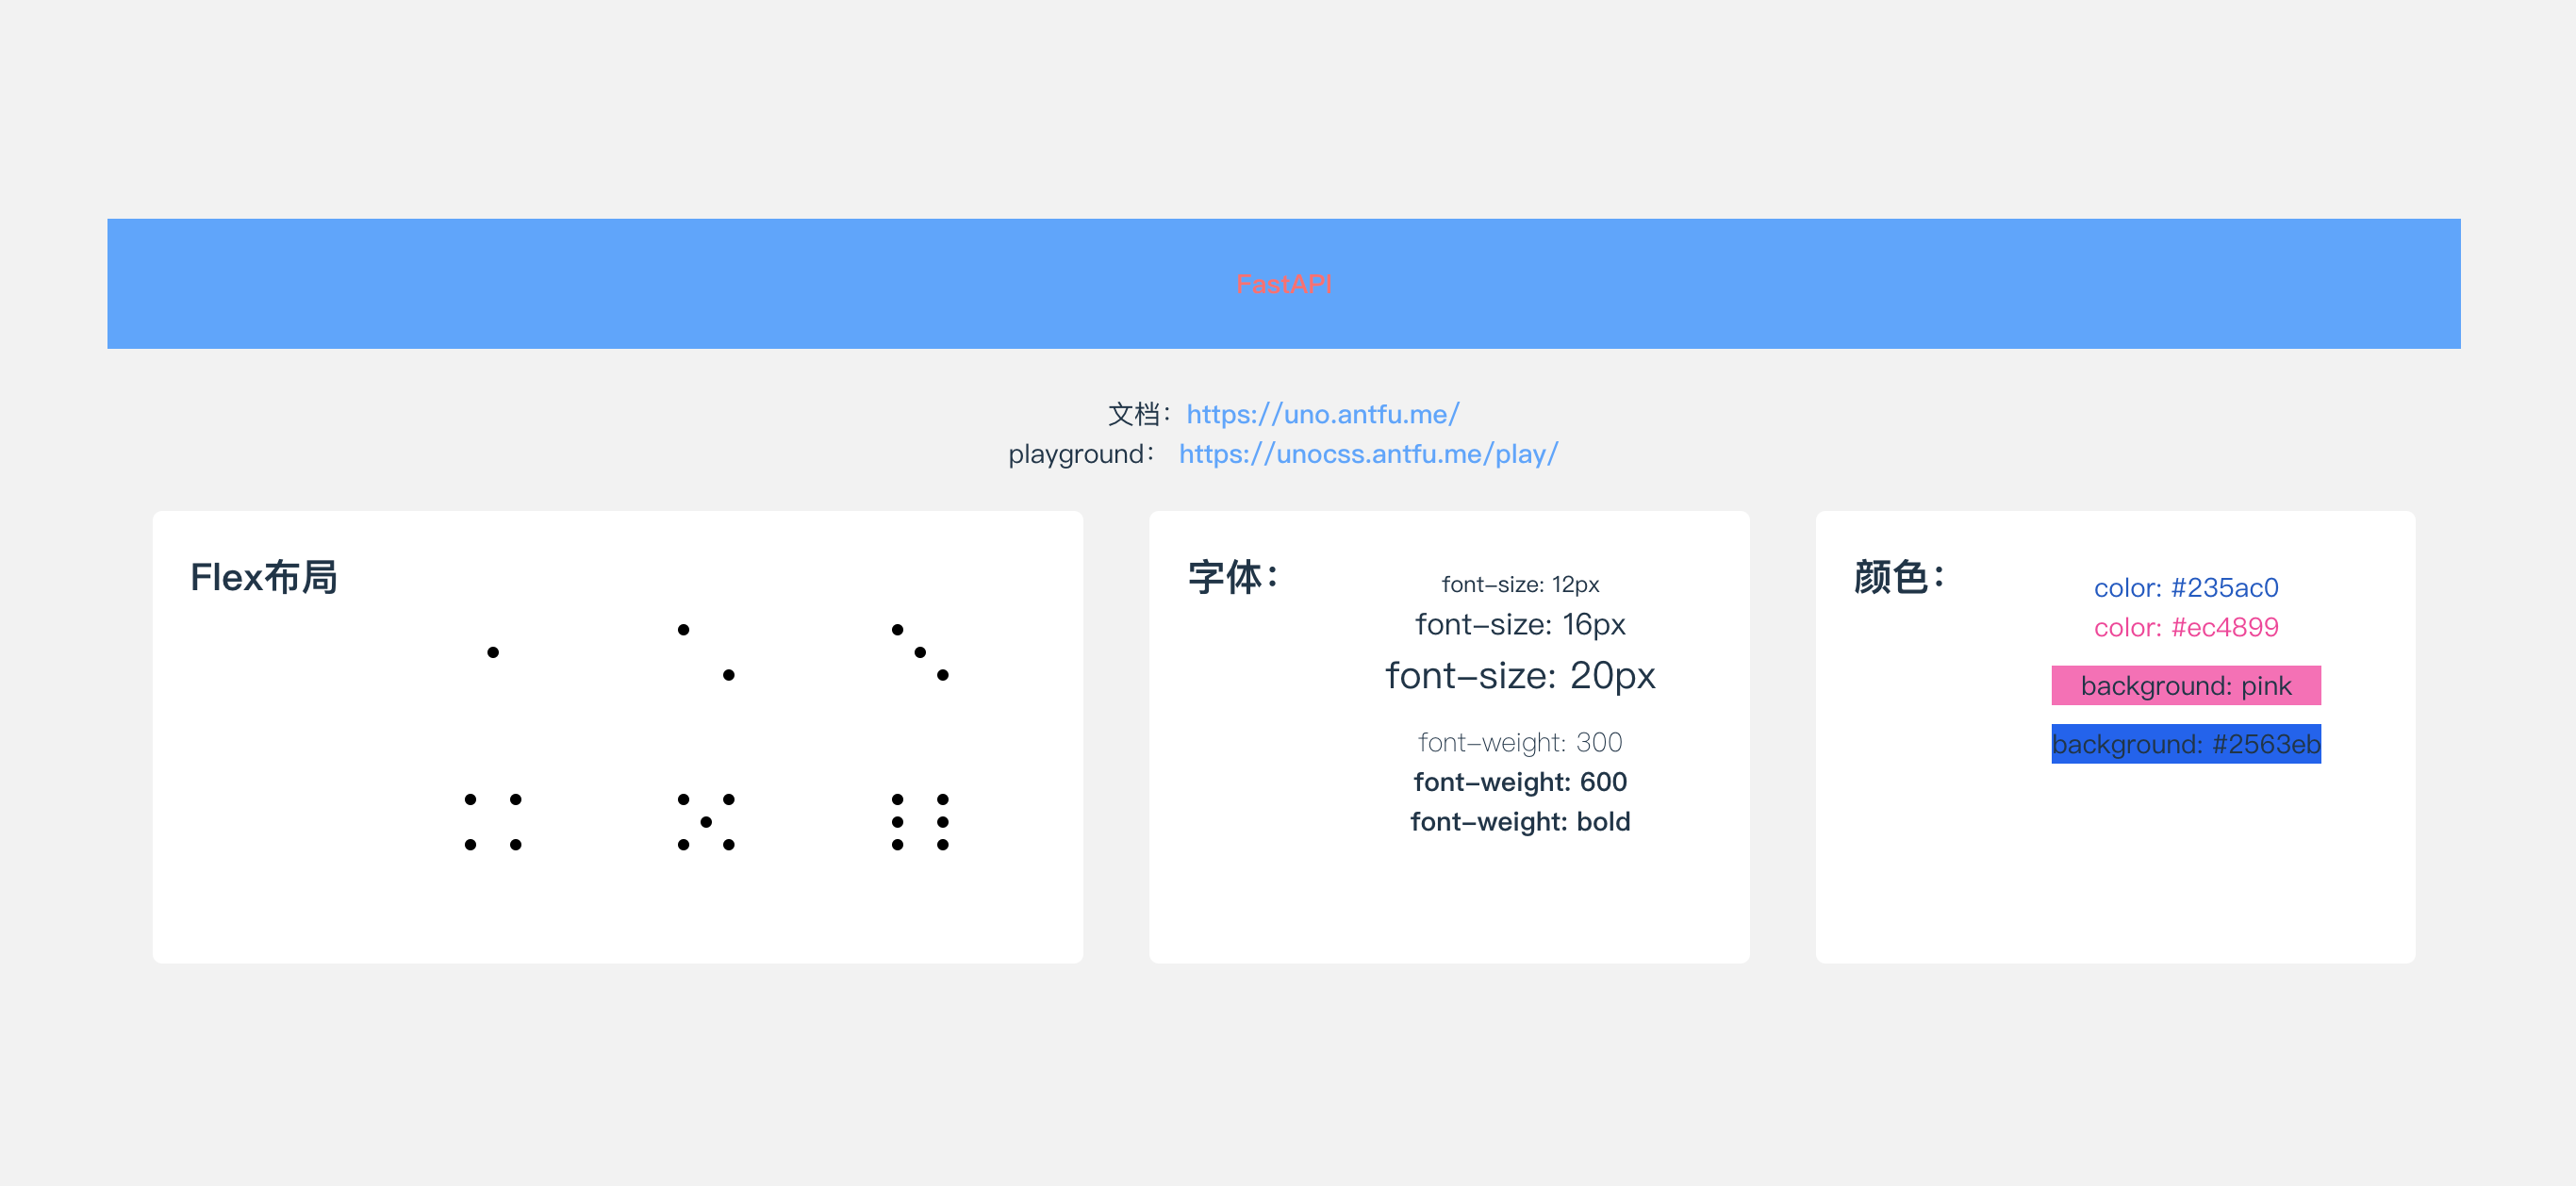 FastAPI
文档：https://uno.antfu.me/
playground： https://unocss.antfu.me/play/
Flex布局
字体：
font-size: 12px
font-size: 16px
font-size: 20px
font-weight: 300
font-weight: 600
font-weight: bold
颜色：
color: #235ac0
color: #ec4899
background: pink
background: #2563eb